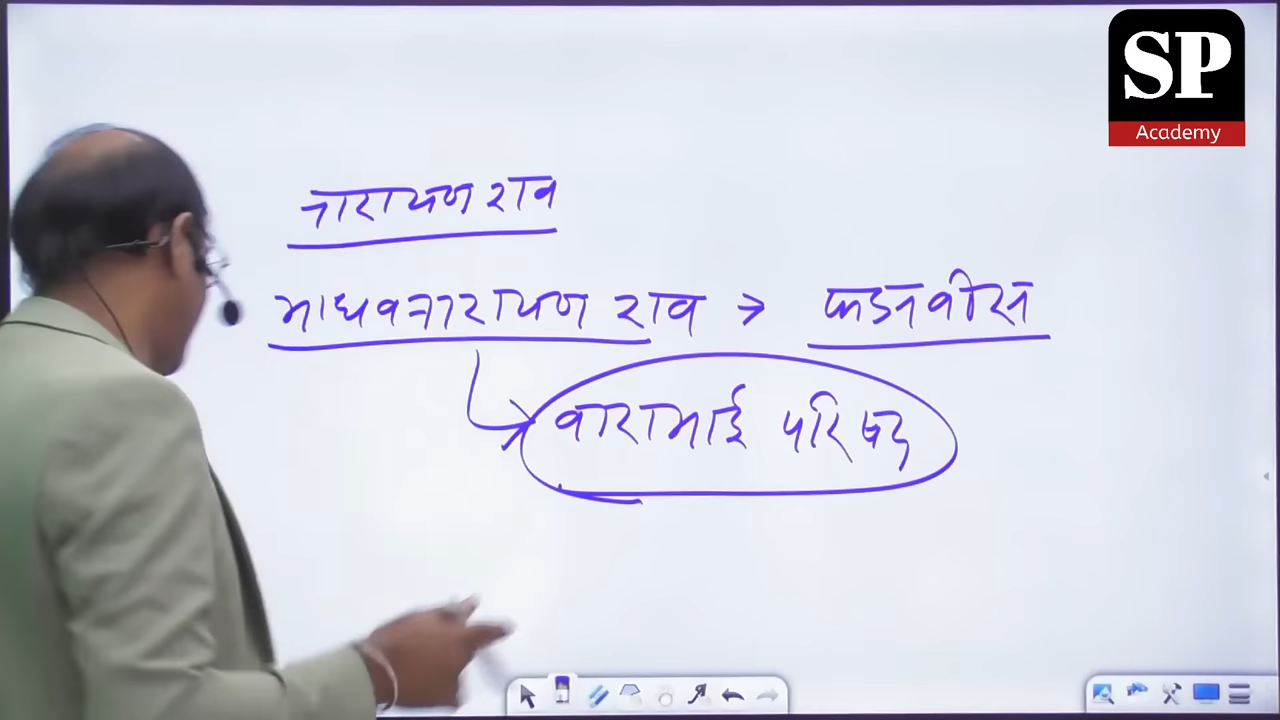 SP
Academy
नारायण राव
माधवनारायण राव → फडनवीस
बाराभाई परिषद